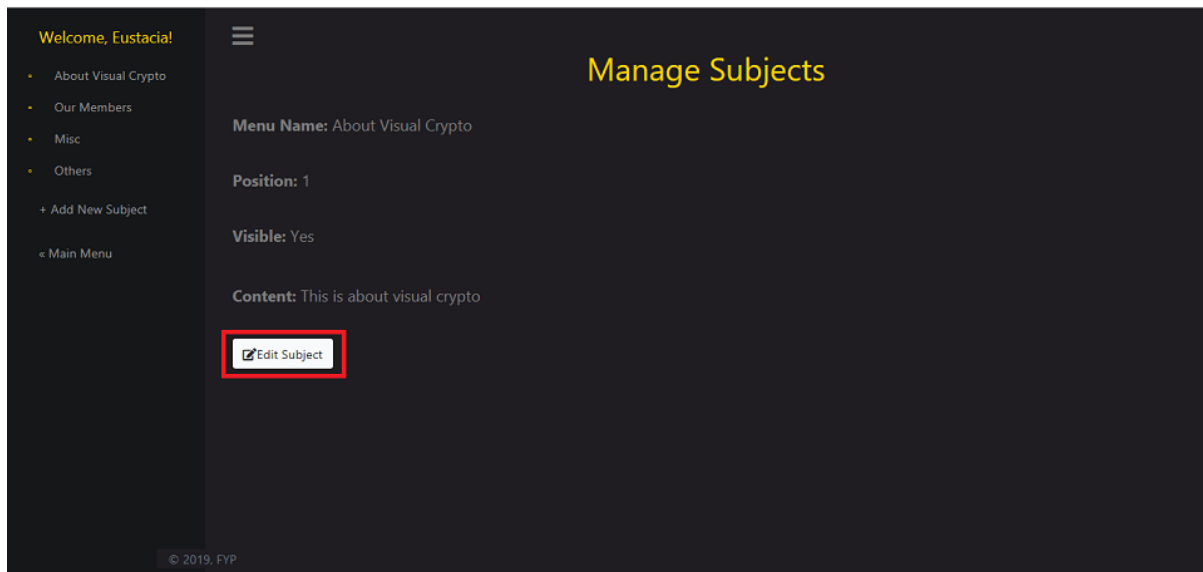 Welcome, Eustacia!
About Visual Crypto
Our Members
Misc
Others
+ Add New Subject
« Main Menu
Manage Subjects
Menu Name: About Visual Crypto
Position: 1
Visible: Yes
Content: This is about visual crypto
Edit Subject
© 2019, FYP